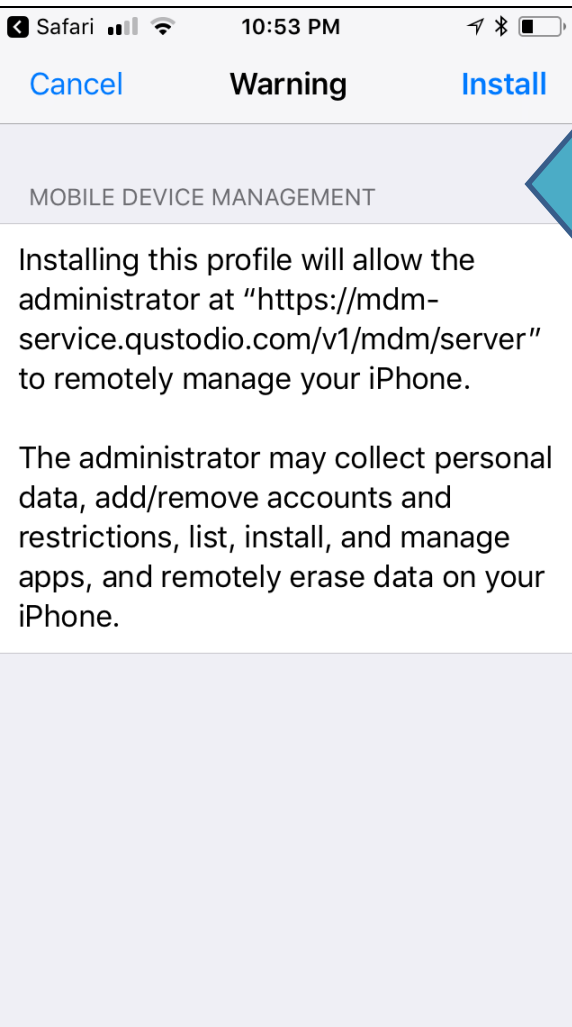 Safari 10:53 PM
Cancel Warning Install
MOBILE DEVICE MANAGEMENT
Installing this profile will allow the
administrator at “https://mdm-
service.qustodio.com/v1/mdm/server”
to remotely manage your iPhone.
The administrator may collect personal
data, add/remove accounts and
restrictions, list, install, and manage
apps, and remotely erase data on your
iPhone.